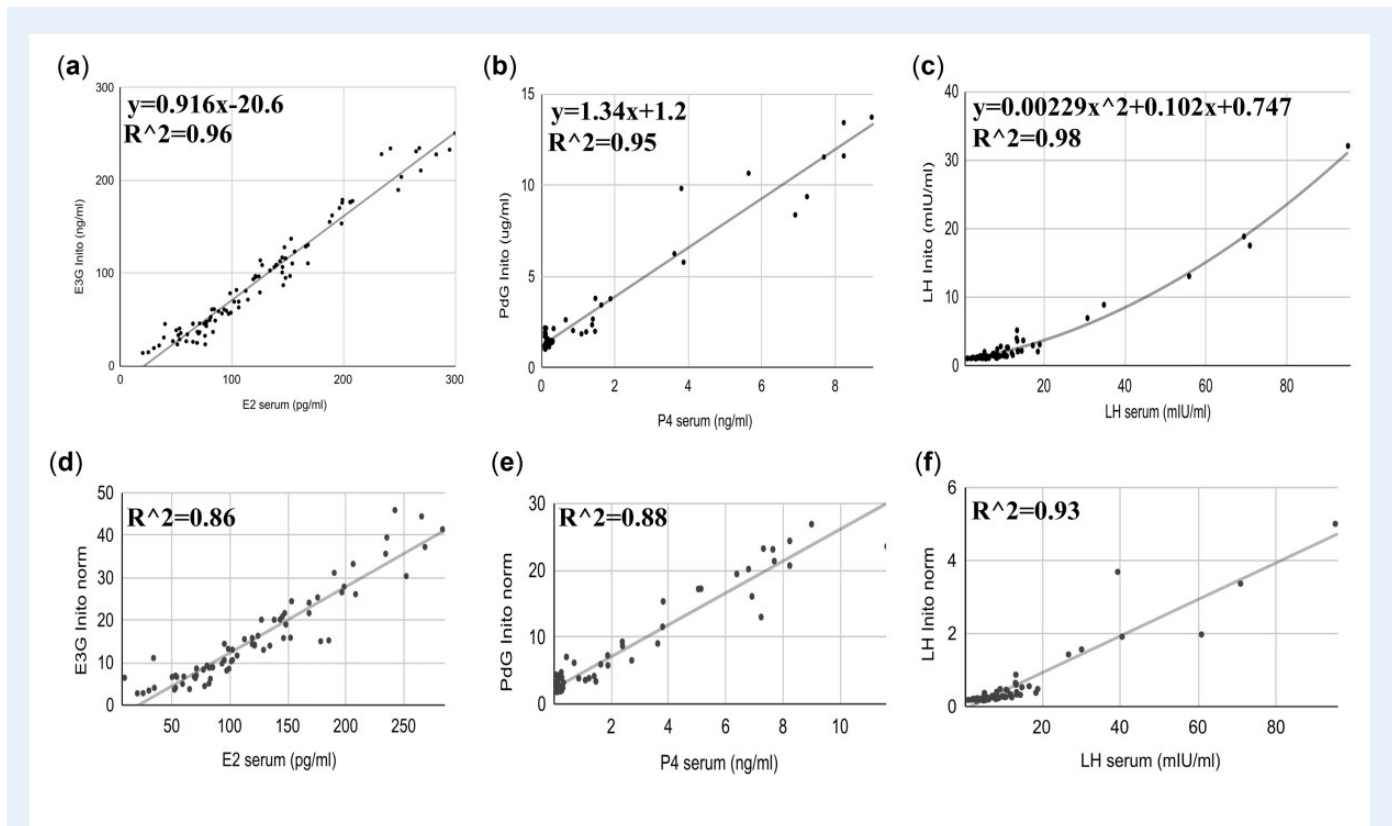 (a)
y=0.916x-20.6
R^2=0.96
E3G Inito (ng/ml)
300
200
100
0
0 100 200 300
E2 serum (pg/ml)
(b)
y=1.34x+1.2
R^2=0.95
PdG Inito (ug/ml)
15
10
5
0
0 2 4 6 8
P4 serum (ng/ml)
(c)
y=0.00229x^2+0.102x+0.747
R^2=0.98
LH Inito (mIU/ml)
40
30
20
10
0
20 40 60 80
LH serum (mIU/ml)
(d)
R^2=0.86
E3G Inito norm
50
40
30
20
10
0
50 100 150 200 250
E2 serum (pg/ml)
(e)
R^2=0.88
PdG Inito norm
30
20
10
0
2 4 6 8 10
P4 serum (ng/ml)
(f)
R^2=0.93
LH Inito norm
6
4
2
0
20 40 60 80
LH serum (mIU/ml)